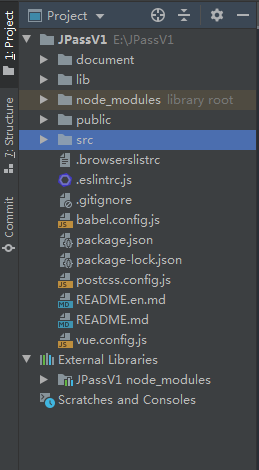 Project
1: Project
7: Structure
Commit
JPassV1 E:\JPassV1
document
lib
node_modules library root
public
src
.browserslistrc
.eslintrc.js
.gitignore
babel.config.js
package.json
package-lock.json
postcss.config.js
README.en.md
README.md
vue.config.js
External Libraries
JPassV1 node_modules
Scratches and Consoles